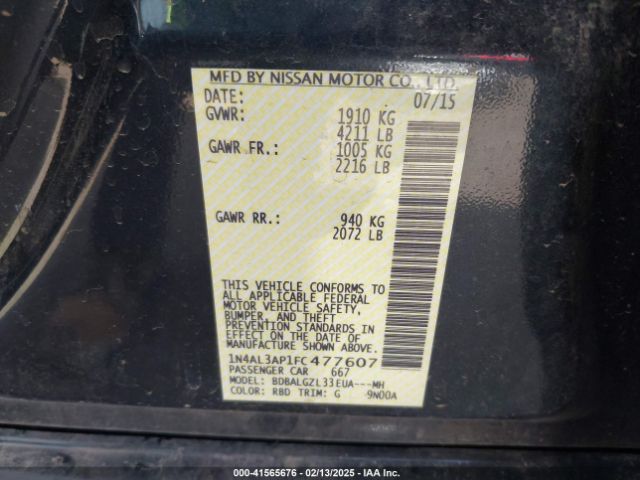 MFD BY NISSAN MOTOR CO., LTD.
DATE: 07/15
GVWR: 1910 KG
4211 LB
GAWR FR.: 1005 KG
2216 LB
GAWR RR.: 940 KG
2072 LB
THIS VEHICLE CONFORMS TO
ALL APPLICABLE FEDERAL
MOTOR VEHICLE SAFETY,
BUMPER, AND THEFT
PREVENTION STANDARDS IN
EFFECT ON THE DATE OF
MANUFACTURE SHOWN ABOVE.
1N4AL3AP1FC477607
PASSENGER CAR 667
MODEL: BDBALGZL33EUA---MH
COLOR: RBD TRIM: G -9N00A
000-41565676 - 02/13/2025 - IAA Inc.